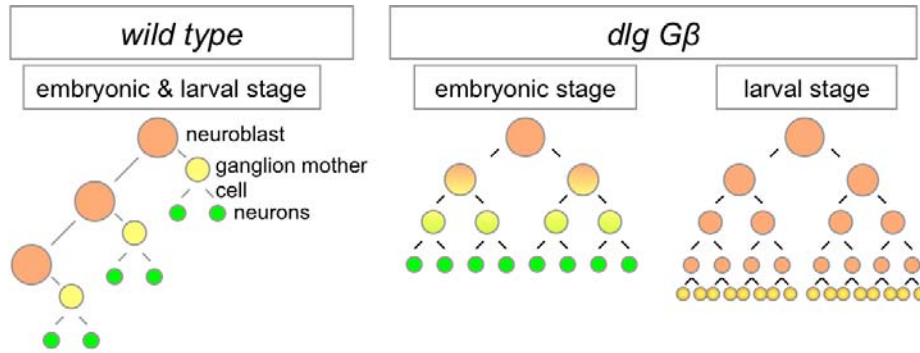 wild type
dlg Gβ
embryonic & larval stage
embryonic stage
larval stage
neuroblast
ganglion mother
cell
neurons